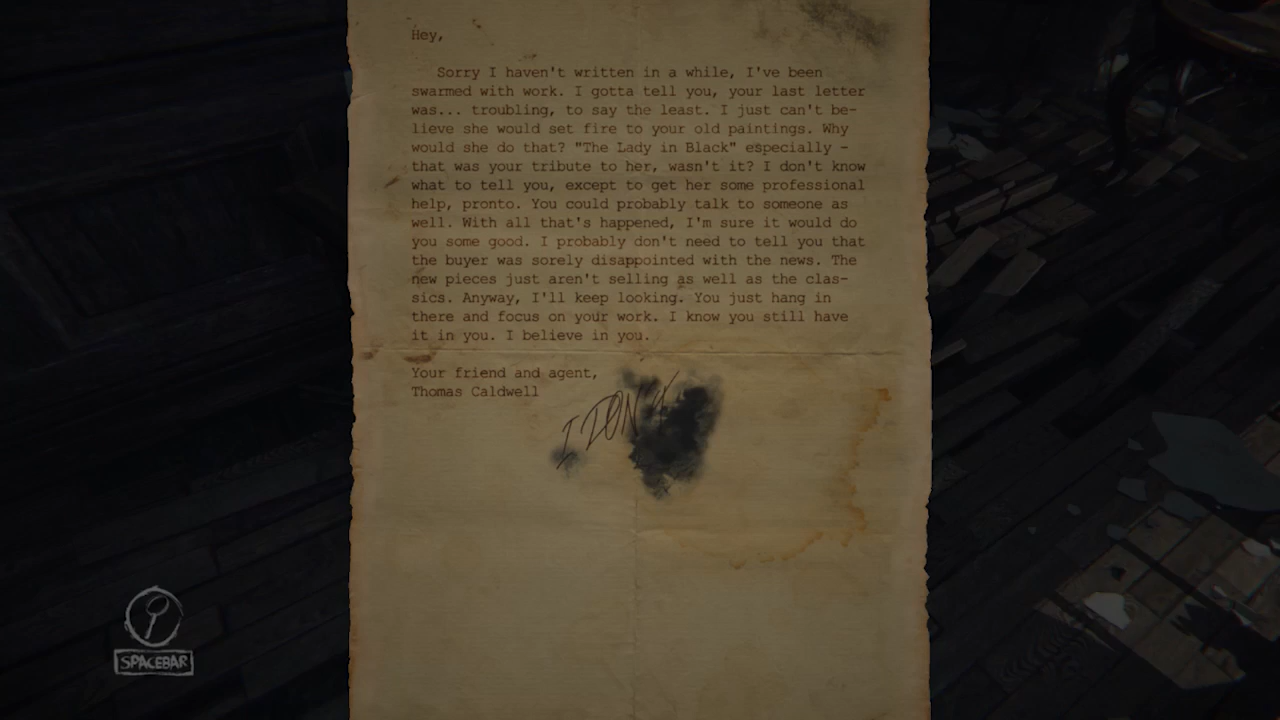 Hey,
Sorry I haven't written in a while, I've been
swarmed with work. I gotta tell you, your last letter
was... troubling, to say the least. I just can't be-
lieve she would set fire to your old paintings. Why
would she do that? "The Lady in Black" especially -
that was your tribute to her, wasn't it? I don't know
what to tell you, except to get her some professional
help, pronto. You could probably talk to someone as
well. With all that's happened, I'm sure it would do
you some good. I probably don't need to tell you that
the buyer was sorely disappointed with the news. The
new pieces just aren't selling as well as the clas-
sics. Anyway, I'll keep looking. You just hang in
there and focus on your work. I know you still have
it in you. I believe in you.
Your friend and agent,
Thomas Caldwell
I DON'T
SPACEBAR